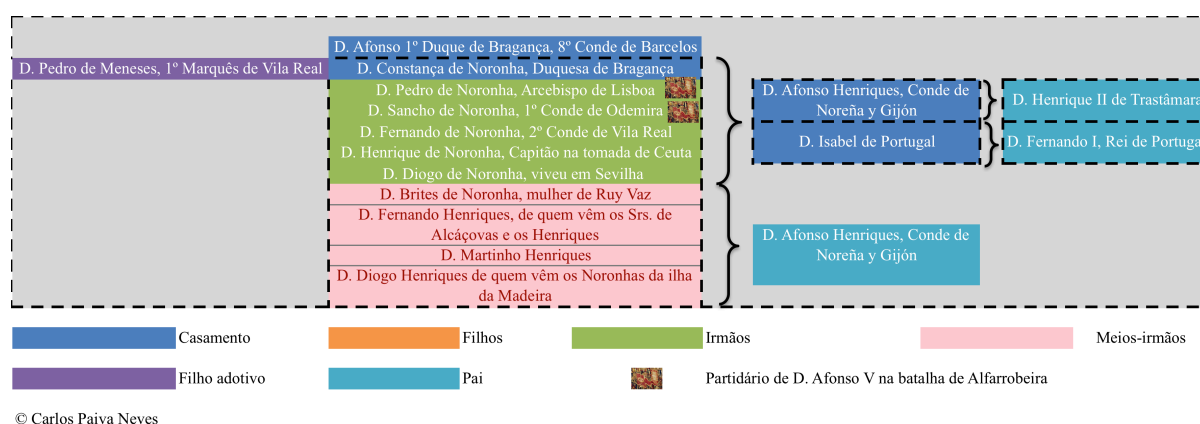 D. Afonso 1º Duque de Bragança, 8º Conde de Barcelos
D. Pedro de Meneses, 1º Marquês de Vila Real
D. Constança de Noronha, Duquesa de Bragança
D. Pedro de Noronha, Arcebispo de Lisboa
D. Sancho de Noronha, 1º Conde de Odemira
D. Fernando de Noronha, 2º Conde de Vila Real
D. Henrique de Noronha, Capitão na tomada de Ceuta
D. Diogo de Noronha, viveu em Sevilha
D. Brites de Noronha, mulher de Ruy Vaz
D. Fernando Henriques, de quem vêm os Srs. de
Alcáçovas e os Henriques
D. Martinho Henriques
D. Diogo Henriques de quem vêm os Noronhas da ilha
da Madeira
D. Afonso Henriques, Conde de
Noreña y Gijón
D. Isabel de Portugal
D. Henrique II de Trastâmara
D. Fernando I, Rei de Portuga
D. Afonso Henriques, Conde de
Noreña y Gijón
Casamento
Filhos
Irmãos
Meios-irmãos
Filho adotivo
Pai
Partidário de D. Afonso V na batalha de Alfarrobeira
© Carlos Paiva Neves